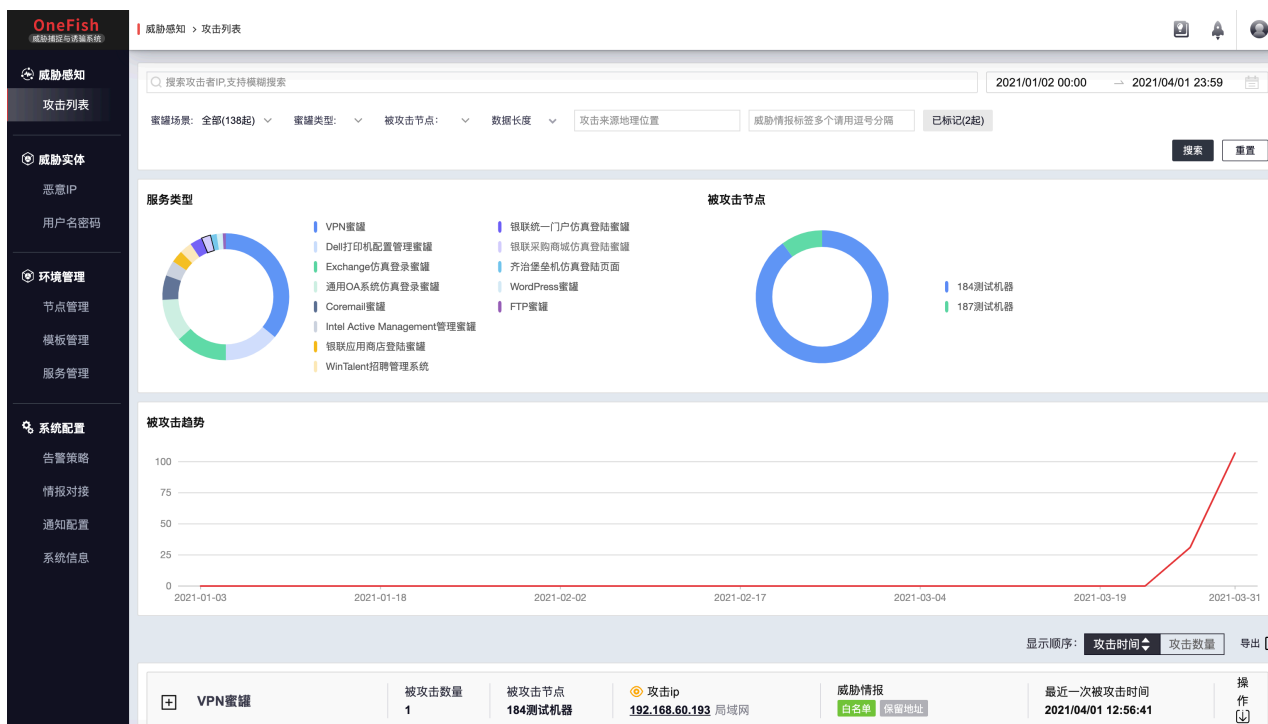 OneFish
威胁捕捉与诱骗系统
威胁感知 > 攻击列表
威胁感知
攻击列表
威胁实体
恶意IP
用户名密码
环境管理
节点管理
模板管理
服务管理
系统配置
告警策略
情报对接
通知配置
系统信息
搜索攻击者IP,支持模糊搜索
2021/01/02 00:00 → 2021/04/01 23:59
蜜罐场景: 全部(138起) 蜜罐类型: 被攻击节点: 数据长度 攻击来源地理位置 威胁情报标签多个请用逗号分隔 已标记(2起)
搜索 重置
服务类型
VPN蜜罐
Dell打印机配置管理蜜罐
Exchange仿真登录蜜罐
通用OA系统仿真登录蜜罐
Coremail蜜罐
Intel Active Management管理蜜罐
银联应用商店登陆蜜罐
WinTalent招聘管理系统
银联统一门户仿真登陆蜜罐
银联采购商城仿真登陆蜜罐
齐治堡垒机仿真登陆页面
WordPress蜜罐
FTP蜜罐
被攻击节点
184测试机器
187测试机器
被攻击趋势
100
75
50
25
0
2021-01-03 2021-01-18 2021-02-02 2021-02-17 2021-03-04 2021-03-19 2021-03-31
显示顺序: 攻击时间 攻击数量 导出
VPN蜜罐
被攻击数量
1
被攻击节点
184测试机器
攻击ip
192.168.60.193 局域网
威胁情报
白名单 保留地址
最近一次被攻击时间
2021/04/01 12:56:41
操
作